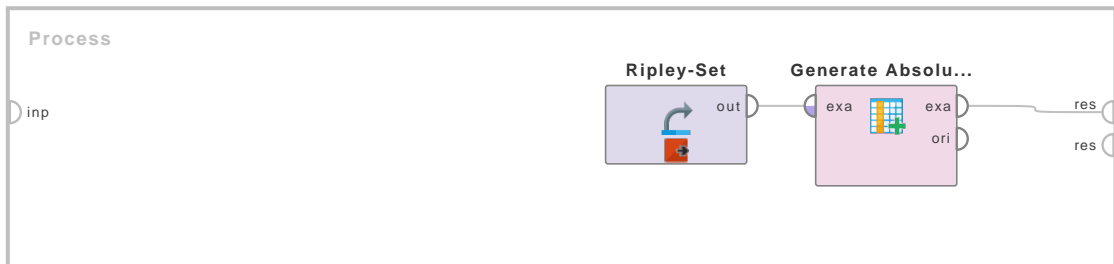 Process
Ripley-Set
Generate Absolu...
inp
out
exa
exa
ori
res
res